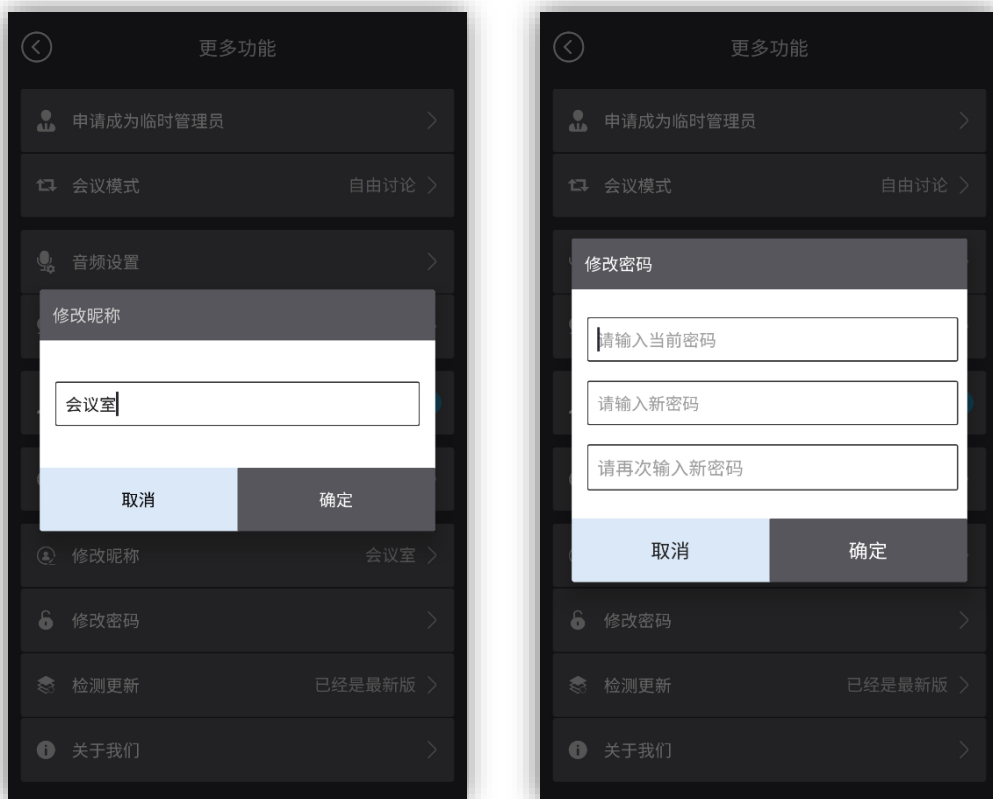 更多功能
申请成为临时管理员
会议模式 自由讨论
音频设置
修改昵称
会议室
取消 确定
修改昵称 会议室
修改密码
检测更新 已经是最新版
关于我们
更多功能
申请成为临时管理员
会议模式 自由讨论
修改密码
请输入当前密码
请输入新密码
请再次输入新密码
取消 确定
修改密码
检测更新 已经是最新版
关于我们